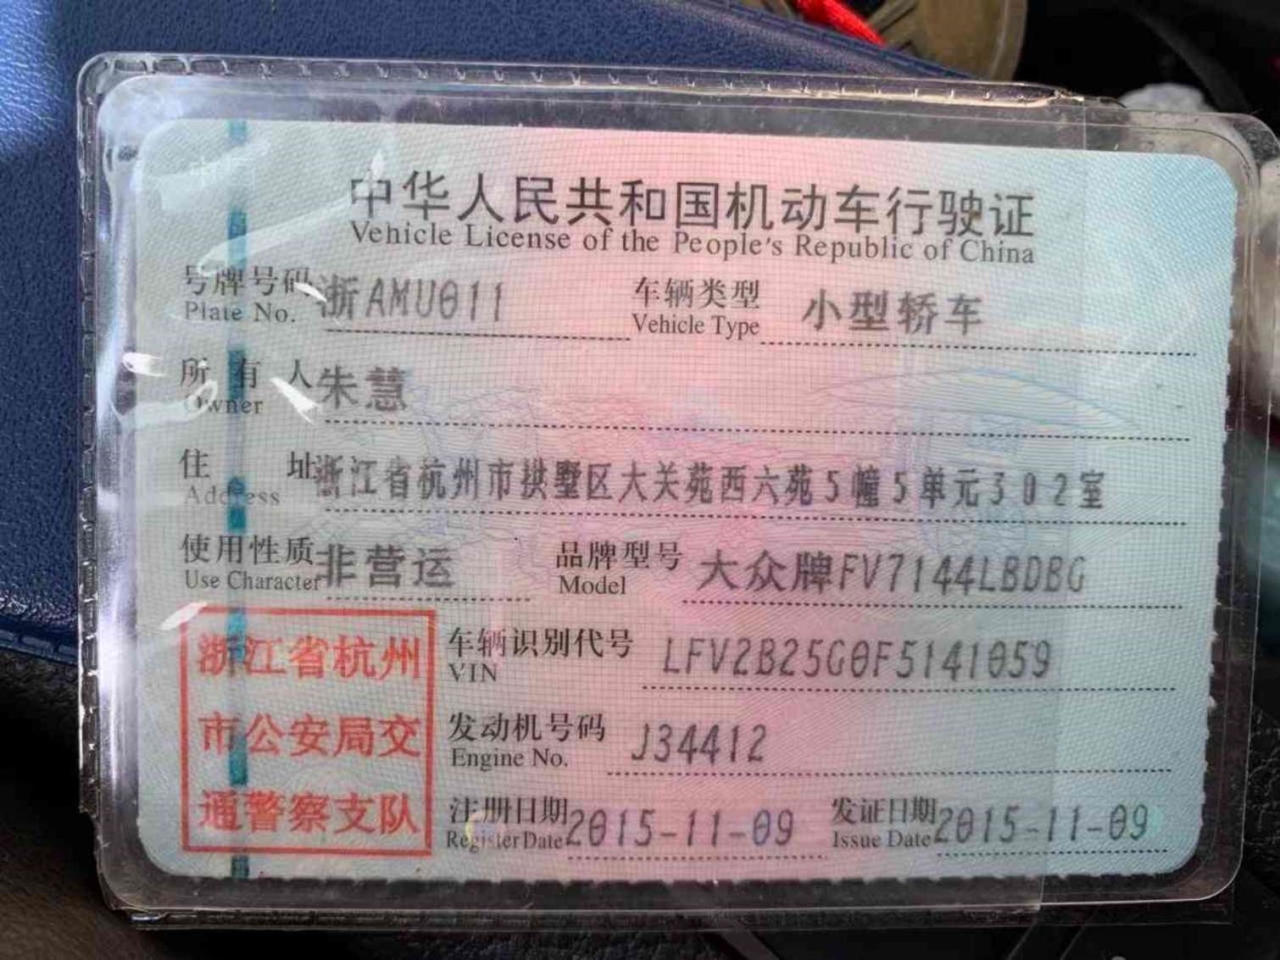 中华人民共和国机动车行驶证
Vehicle License of the People's Republic of China
号牌号码 浙AMU011 车辆类型 小型轿车
Plate No. Vehicle Type
所有人 朱慧
Owner
住址 浙江省杭州市拱墅区大关苑西六苑5幢5单元302室
Address
使用性质 非营运 品牌型号 大众牌FV7144LBDBG
Use Character Model
浙江省杭州
市公安局交
通警察支队
车辆识别代号 LFV2B25G0F5141059
VIN
发动机号码 J34412
Engine No.
注册日期 2015-11-09 发证日期 2015-11-09
Register Date Issue Date